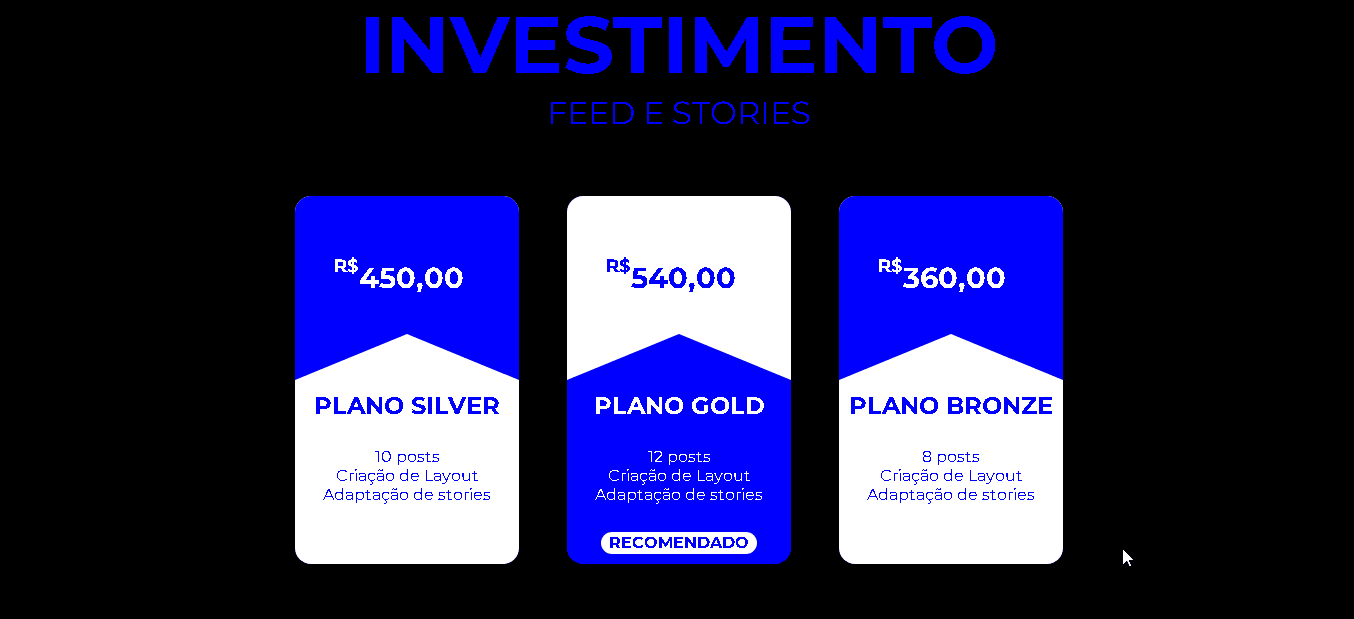 INVESTIMENTO
FEED E STORIES
R$450,00
PLANO SILVER
10 posts
Criação de Layout
Adaptação de stories
R$540,00
PLANO GOLD
12 posts
Criação de Layout
Adaptação de stories
RECOMENDADO
R$360,00
PLANO BRONZE
8 posts
Criação de Layout
Adaptação de stories